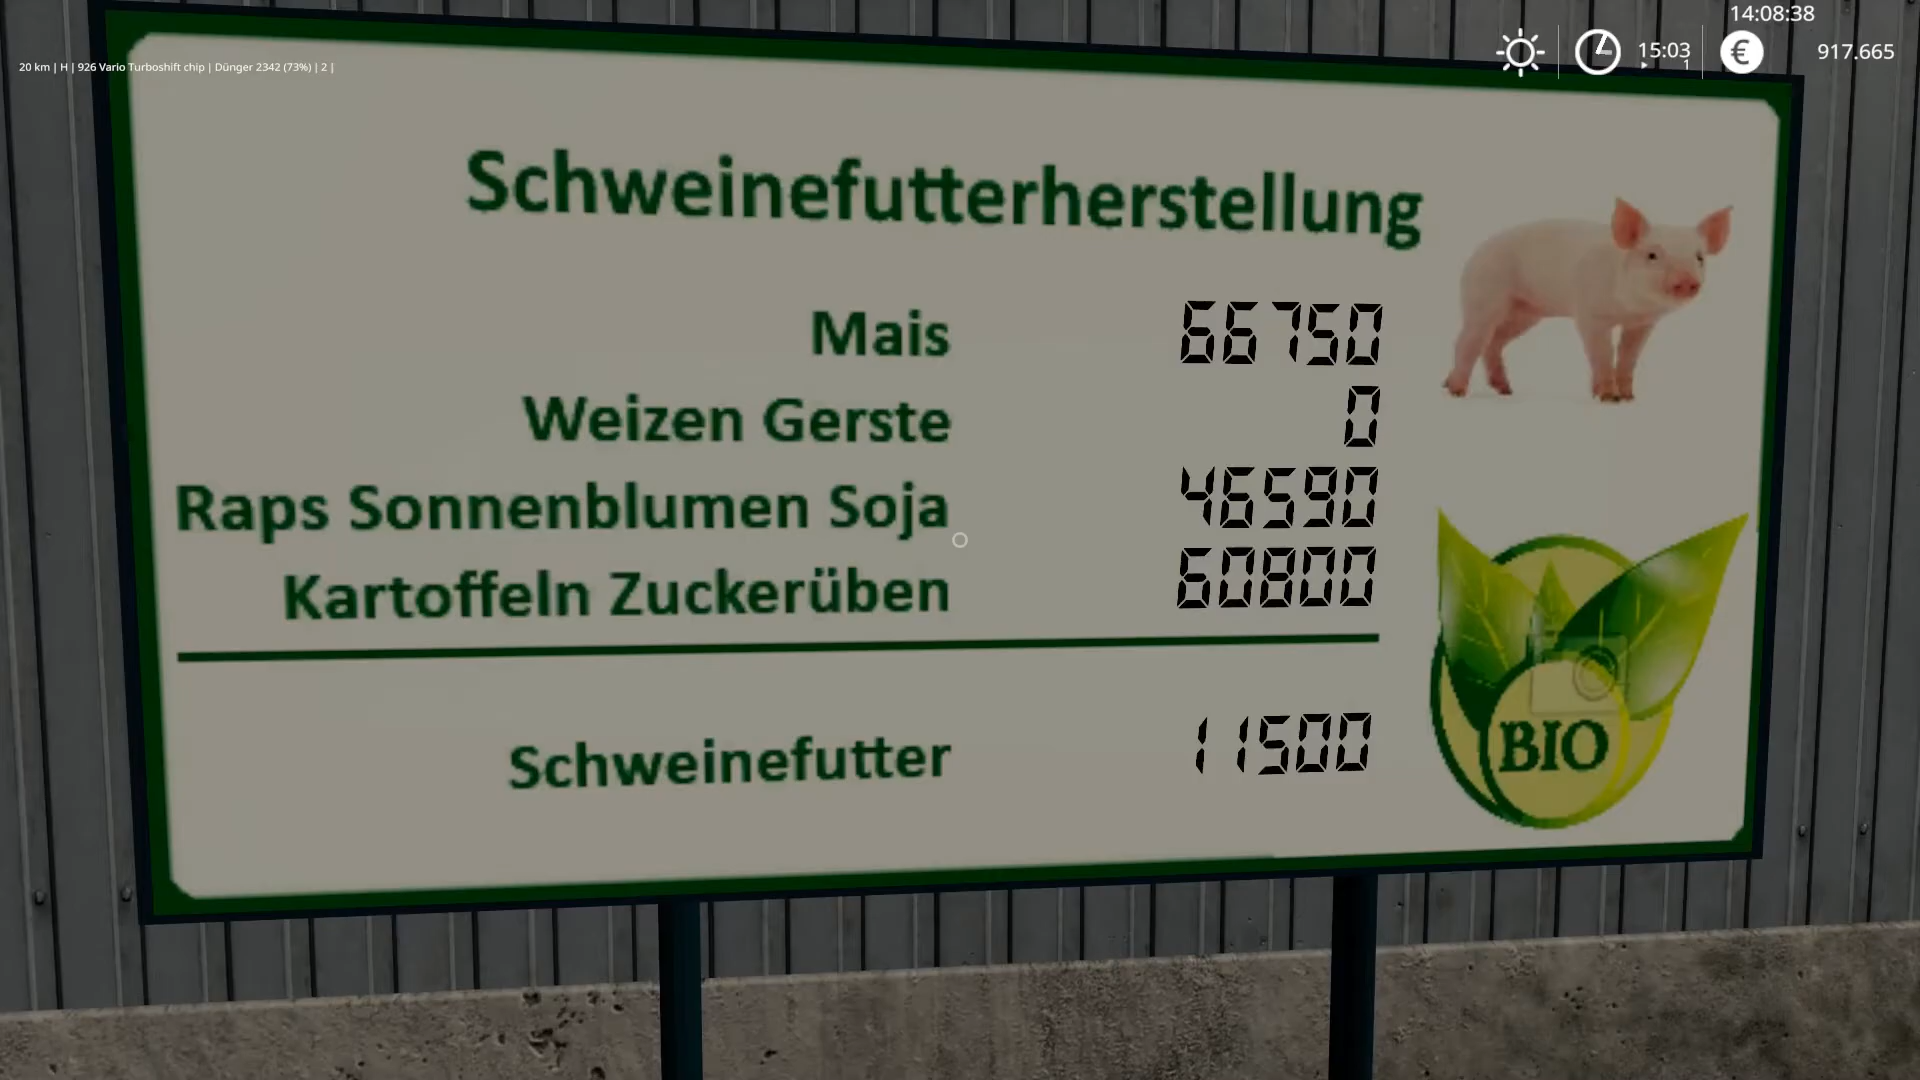 14:08:38
20 km | H | 926 Vario Turboshift chip | Dünger 2342 (73%) | 2 |
15:03
1
917.665
Schweinefutterherstellung
Mais 66750
Weizen Gerste 0
Raps Sonnenblumen Soja 46590
Kartoffeln Zuckerüben 60800
Schweinefutter 11500
BIO